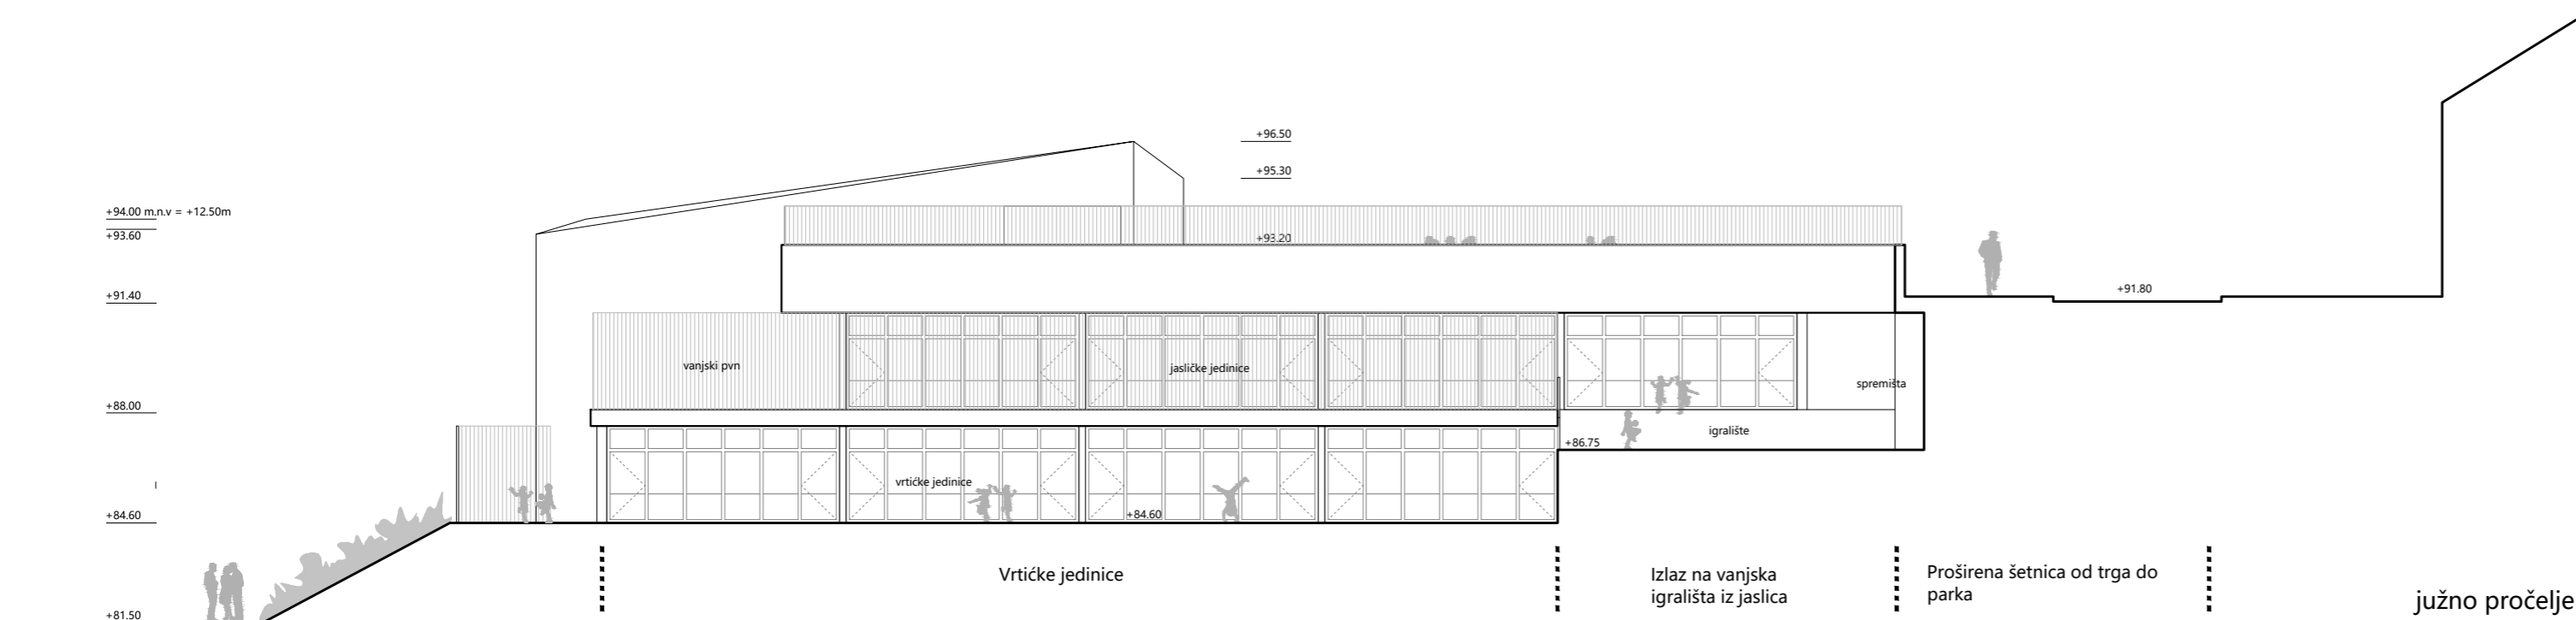 +96.50
+95.30
+94.00 m.n.v = +12.50m
+93.60
+93.20
+91.80
+91.40
vanjski pvn
jasličke jedinice
spremišta
+88.00
igralište
+86.75
vrtićke jedinice
+84.60
+84.60
Vrtićke jedinice
Izlaz na vanjska
igrališta iz jaslica
Proširena šetnica od trga do
parka
južno pročelje
+81.50